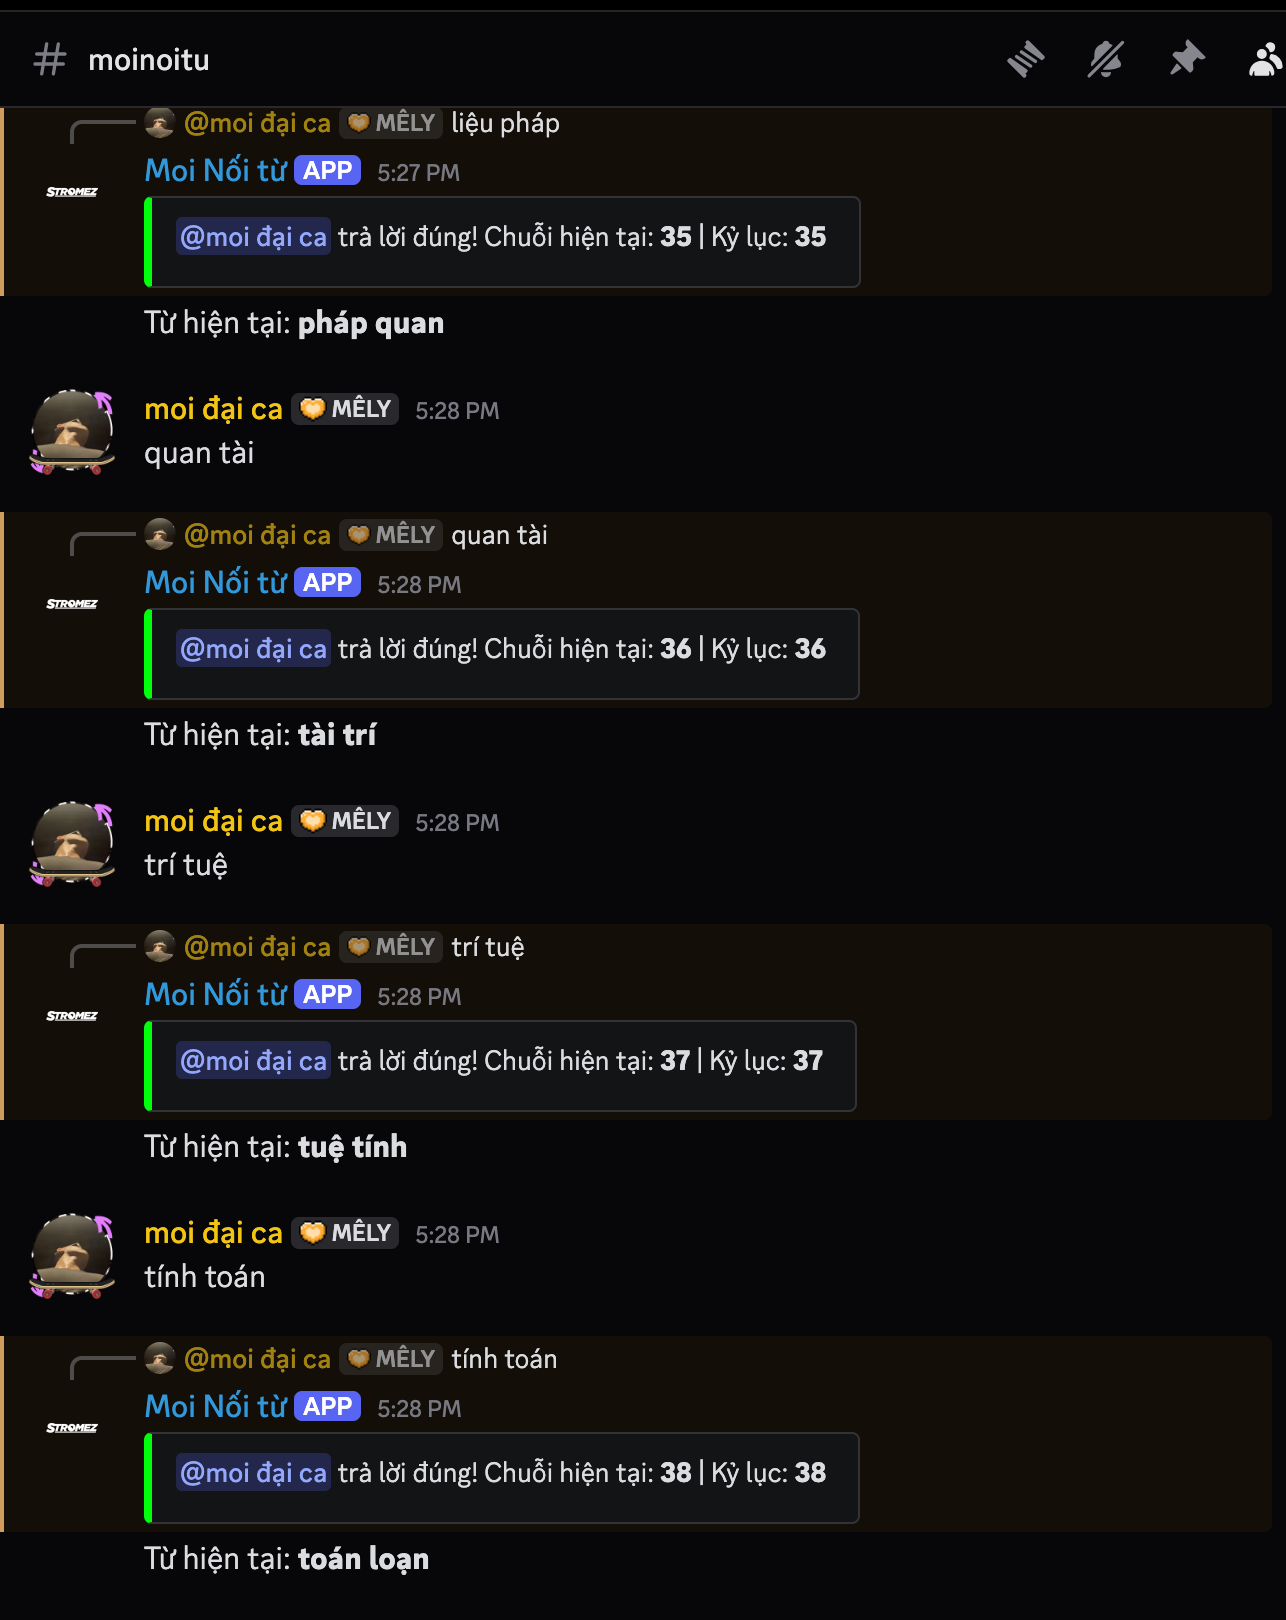 moinoitu
@moi đại ca MÊLY liệu pháp
Moi Nối từ APP 5:27 PM
STROMEZ
@moi đại ca trả lời đúng! Chuỗi hiện tại: 35 | Kỷ lục: 35
Từ hiện tại: pháp quan
moi đại ca MÊLY 5:28 PM
quan tài
@moi đại ca MÊLY quan tài
Moi Nối từ APP 5:28 PM
STROMEZ
@moi đại ca trả lời đúng! Chuỗi hiện tại: 36 | Kỷ lục: 36
Từ hiện tại: tài trí
moi đại ca MÊLY 5:28 PM
trí tuệ
@moi đại ca MÊLY trí tuệ
Moi Nối từ APP 5:28 PM
STROMEZ
@moi đại ca trả lời đúng! Chuỗi hiện tại: 37 | Kỷ lục: 37
Từ hiện tại: tuệ tính
moi đại ca MÊLY 5:28 PM
tính toán
@moi đại ca MÊLY tính toán
Moi Nối từ APP 5:28 PM
STROMEZ
@moi đại ca trả lời đúng! Chuỗi hiện tại: 38 | Kỷ lục: 38
Từ hiện tại: toán loạn